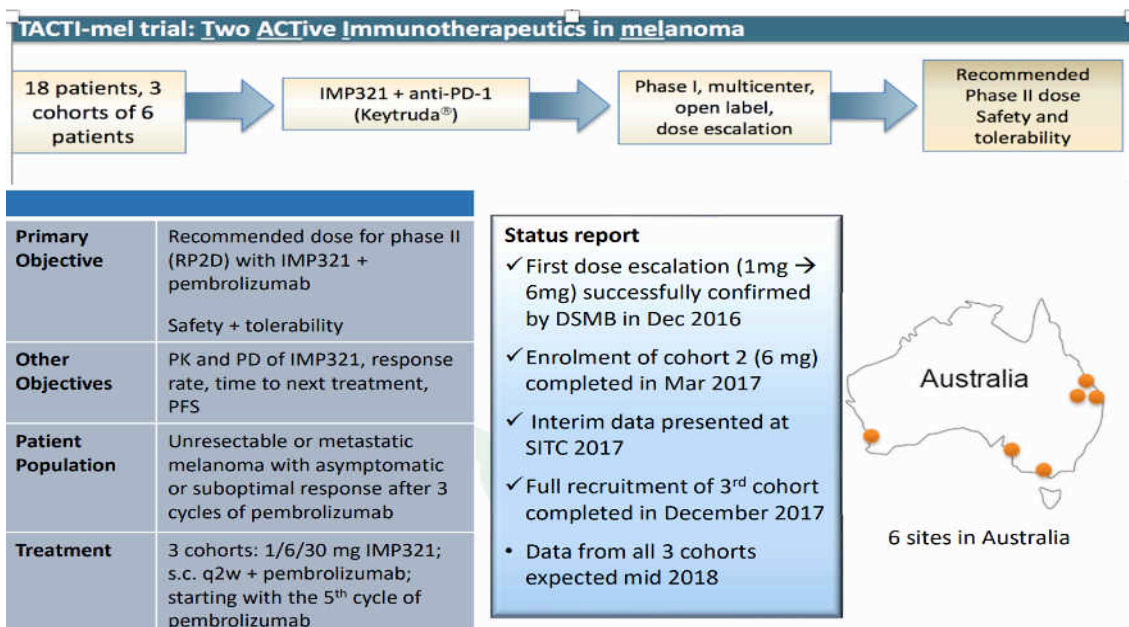 TACTI-mel trial: Two ACTive Immunotherapeutics in melanoma
18 patients, 3
cohorts of 6
patients
IMP321 + anti-PD-1
(Keytruda®)
Phase I, multicenter,
open label,
dose escalation
Recommended
Phase II dose
Safety and
tolerability
Primary
Objective
Recommended dose for phase II
(RP2D) with IMP321 +
pembrolizumab
Safety + tolerability
Other
Objectives
PK and PD of IMP321, response
rate, time to next treatment,
PFS
Patient
Population
Unresectable or metastatic
melanoma with asymptomatic
or suboptimal response after 3
cycles of pembrolizumab
Treatment
3 cohorts: 1/6/30 mg IMP321;
s.c. q2w + pembrolizumab;
starting with the 5th cycle of
pembrolizumab
Status report
✓First dose escalation (1mg →
6mg) successfully confirmed
by DSMB in Dec 2016
✓Enrolment of cohort 2 (6 mg)
completed in Mar 2017
✓ Interim data presented at
SITC 2017
✓Full recruitment of 3rd cohort
completed in December 2017
• Data from all 3 cohorts
expected mid 2018
Australia
6 sites in Australia